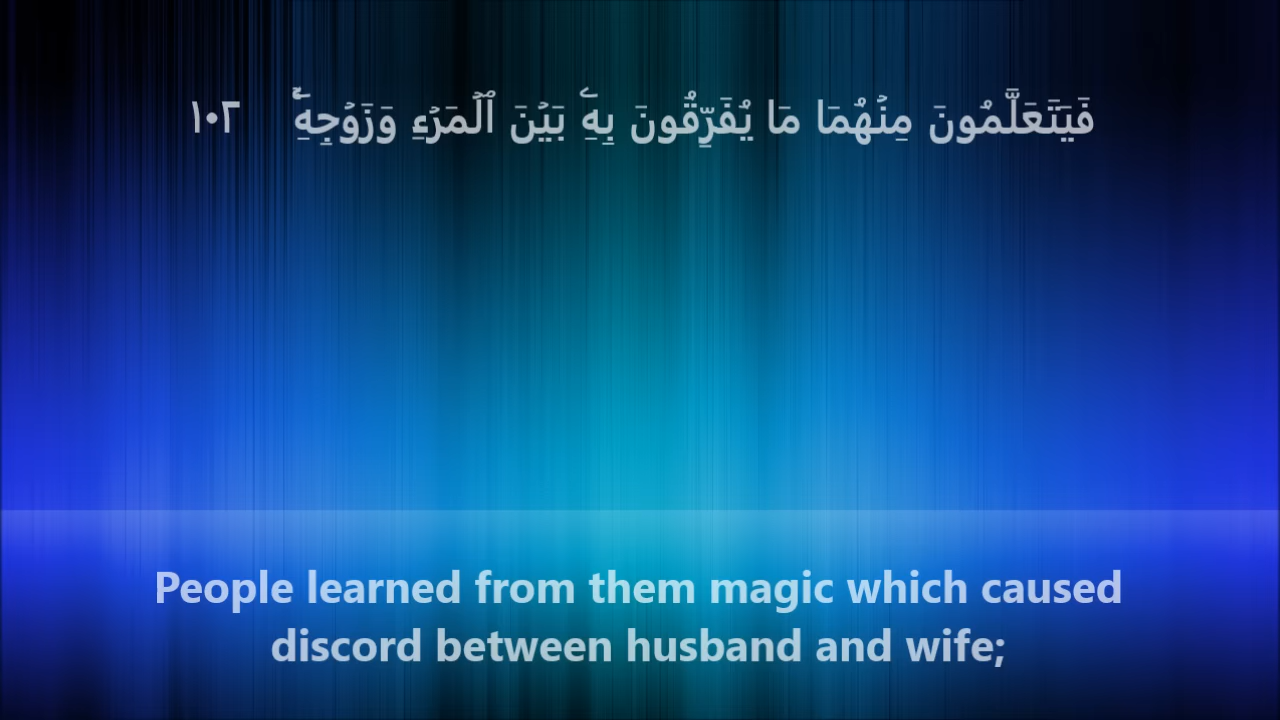 فَيَتَعَلَّمُونَ مِنْهُمَا مَا يُفَرِّقُونَ بِهِۦ بَيْنَ ٱلْمَرْءِ وَزَوْجِهِۦۚ ١٠٢
People learned from them magic which caused
discord between husband and wife;